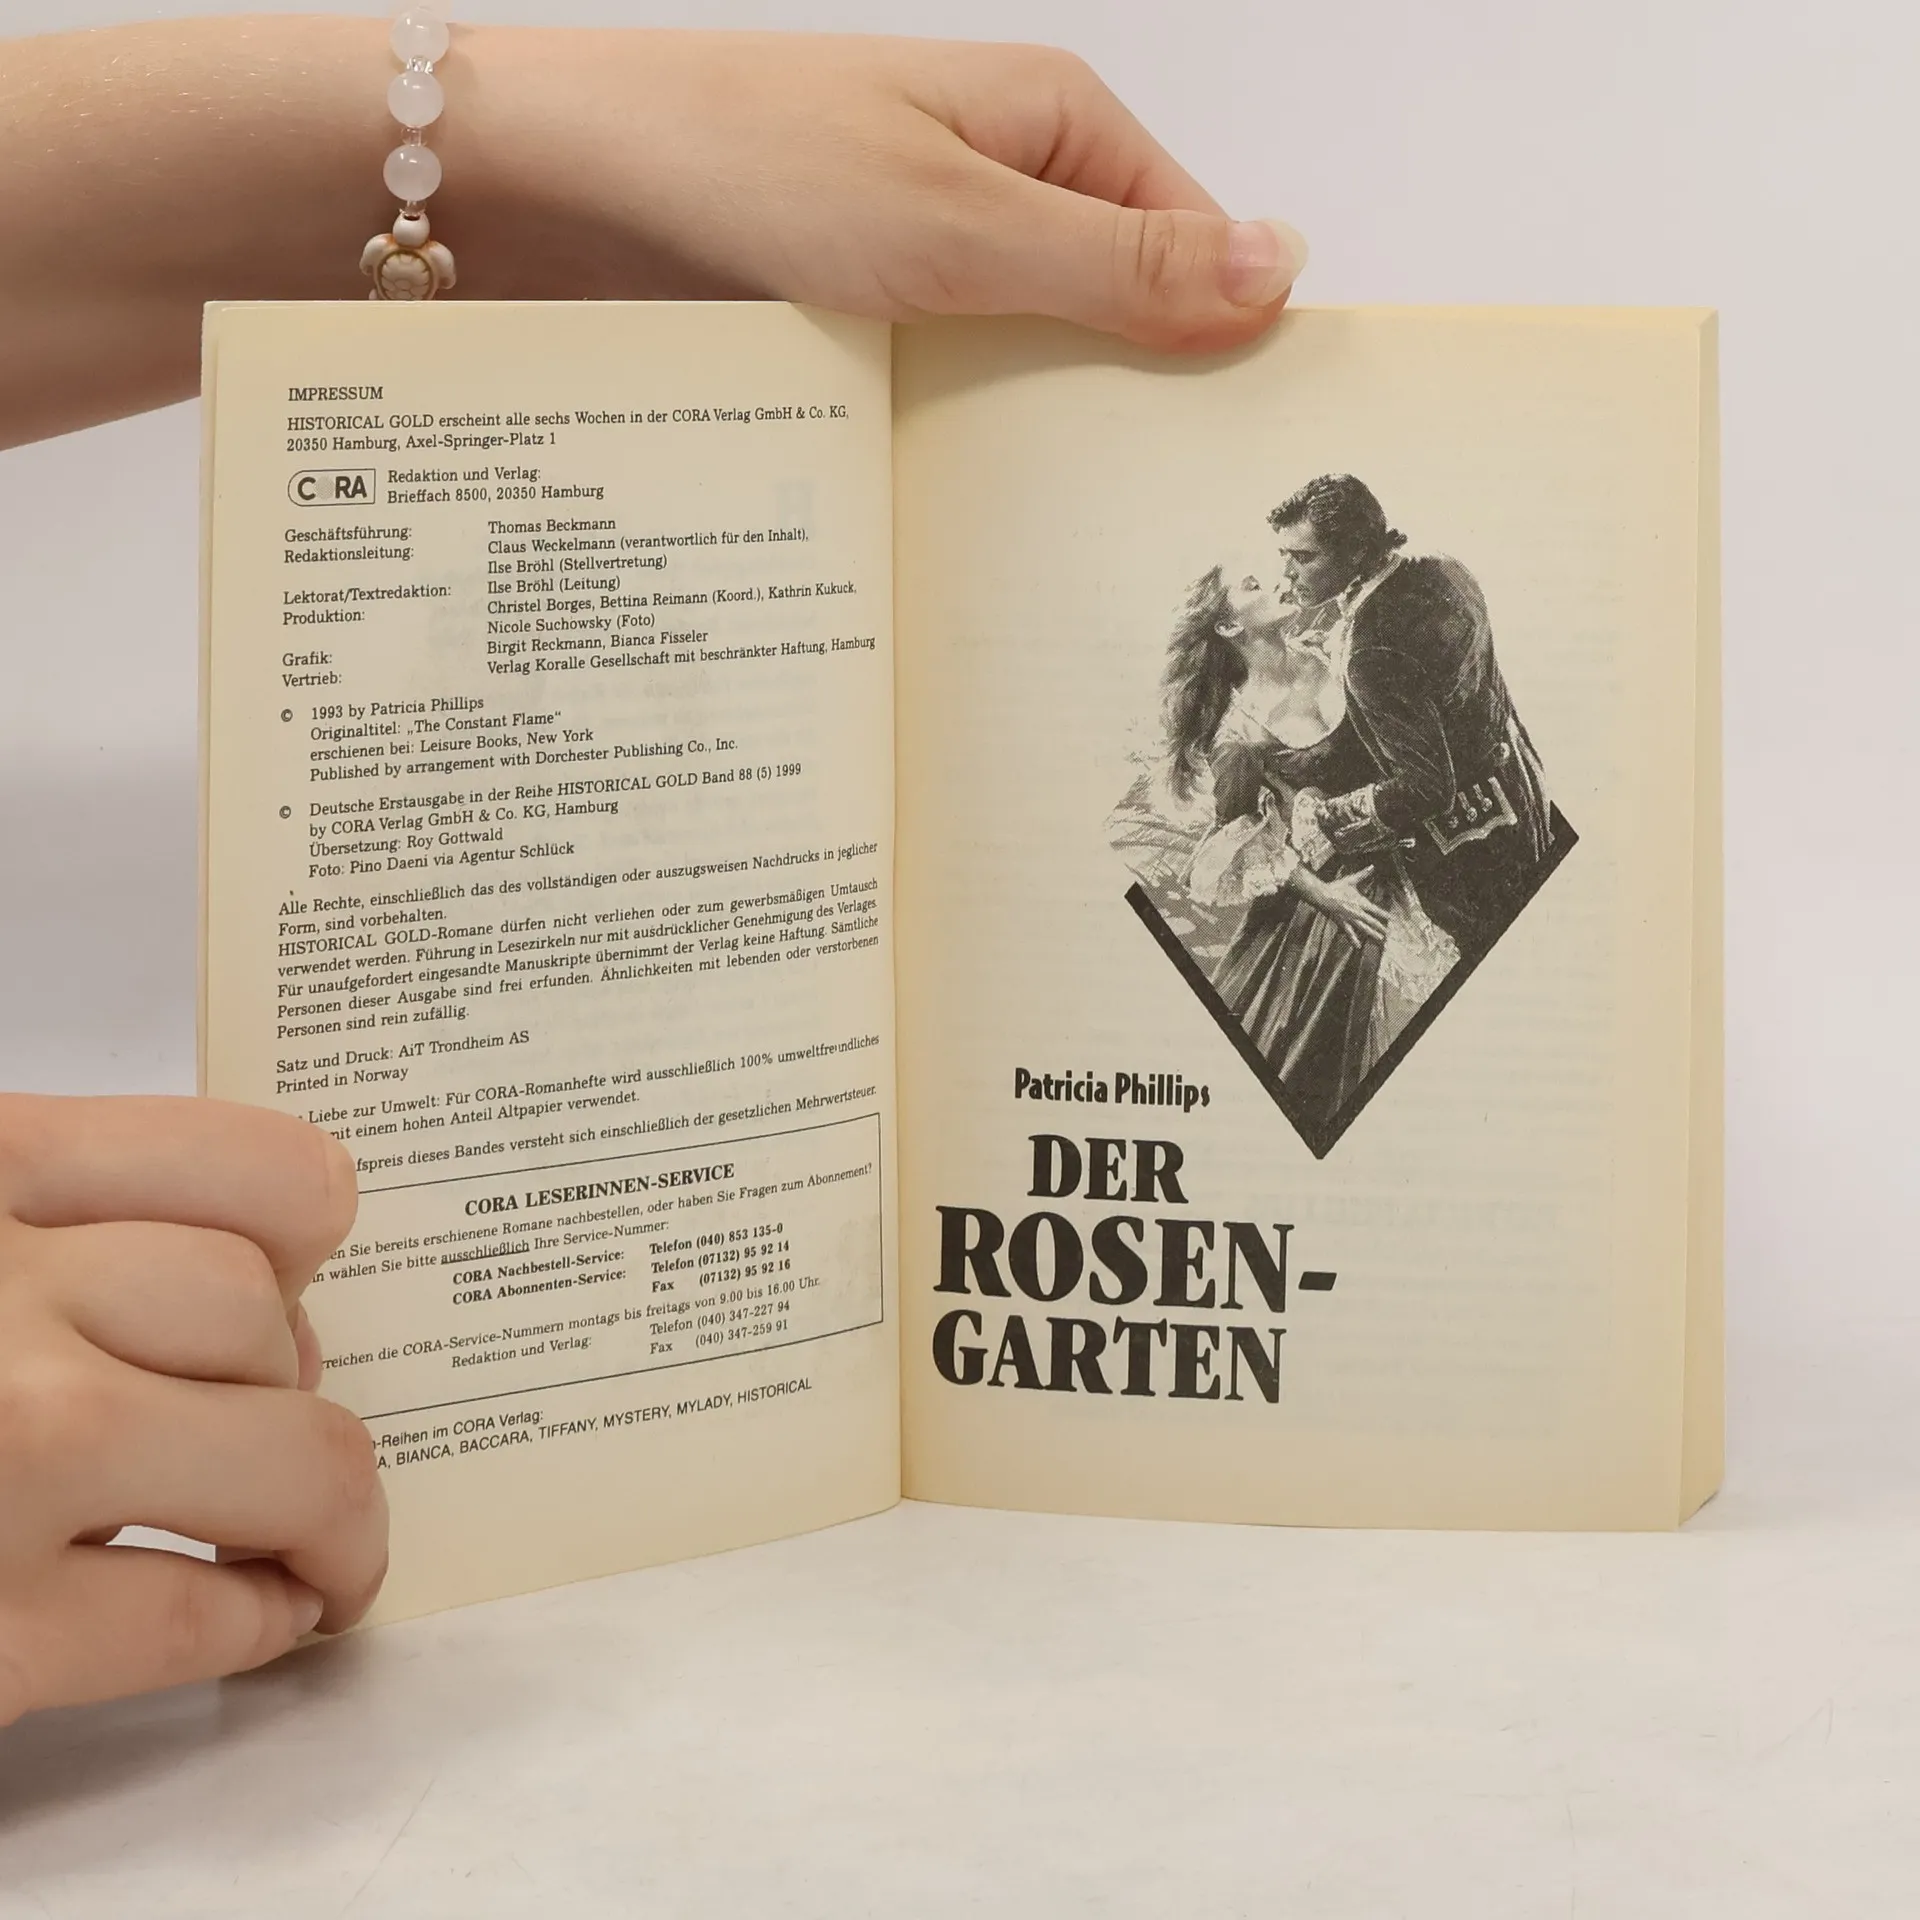 IMPRESSUM
HISTORICAL GOLD erscheint alle sechs Wochen in der CORA Verlag GmbH & Co. KG,
20350 Hamburg, Axel-Springer-Platz 1
CORA
Redaktion und Verlag:
Brieffach 8500, 20350 Hamburg
Geschäftsführung: Thomas Beckmann
Redaktionsleitung: Claus Weckelmann (verantwortlich für den Inhalt),
Ilse Bröhl (Stellvertretung)
Lektorat/Textredaktion: Ilse Bröhl (Leitung)
Produktion: Christel Borges, Bettina Reimann (Koord.), Kathrin Kukuck,
Nicole Suchowsky (Foto)
Grafik: Birgit Reckmann, Bianca Fisseler
Vertrieb: Verlag Koralle Gesellschaft mit beschränkter Haftung, Hamburg
© 1993 by Patricia Phillips
Originaltitel: „The Constant Flame“
erschienen bei: Leisure Books, New York
Published by arrangement with Dorchester Publishing Co., Inc.
© Deutsche Erstausgabe in der Reihe HISTORICAL GOLD Band 88 (5) 1999
by CORA Verlag GmbH & Co. KG, Hamburg
Übersetzung: Roy Gottwald
Foto: Pino Daeni via Agentur Schlück
Alle Rechte, einschließlich das des vollständigen oder auszugsweisen Nachdrucks in jeglicher
Form, sind vorbehalten.
HISTORICAL GOLD-Romane dürfen nicht verliehen oder zum gewerbsmäßigen Umtausch
verwendet werden. Führung in Lesezirkeln nur mit ausdrücklicher Genehmigung des Verlages.
Für unaufgefordert eingesandte Manuskripte übernimmt der Verlag keine Haftung. Sämtliche
Personen dieser Ausgabe sind frei erfunden. Ähnlichkeiten mit lebenden oder verstorbenen
Personen sind rein zufällig.
Satz und Druck: AiT Trondheim AS
Printed in Norway
Liebe zur Umwelt: Für CORA-Romanhefte wird ausschließlich 100% umweltfreundliches
mit einem hohen Anteil Altpapier verwendet.
fspreis dieses Bandes versteht sich einschließlich der gesetzlichen Mehrwertsteuer.
CORA LESERINNEN-SERVICE
en Sie bereits erschienene Romane nachbestellen, oder haben Sie Fragen zum Abonnement?
n wählen Sie bitte ausschließlich Ihre Service-Nummer:
CORA Nachbestell-Service: Telefon (040) 853 135-0
CORA Abonnenten-Service: Telefon (07132) 95 92 14
Fax (07132) 95 92 16
rreichen die CORA-Service-Nummern montags bis freitags von 9.00 bis 16.00 Uhr.
Redaktion und Verlag: Telefon (040) 347-227 94
Fax (040) 347-259 91
-Reihen im CORA Verlag:
A, BIANCA, BACCARA, TIFFANY, MYSTERY, MYLADY, HISTORICAL
Patricia Phillips
DER
ROSEN-
GARTEN